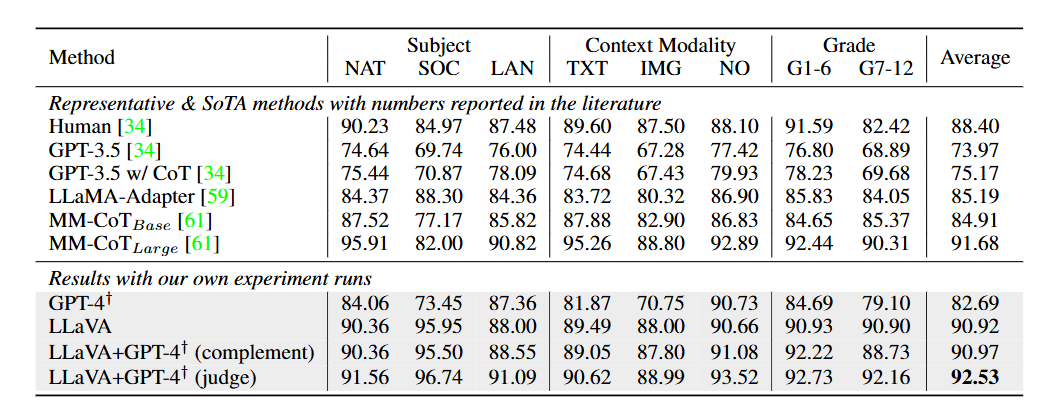 Method Subject Context Modality Grade Average
NAT SOC LAN TXT IMG NO G1-6 G7-12
Representative & SoTA methods with numbers reported in the literature
Human [34] 90.23 84.97 87.48 89.60 87.50 88.10 91.59 82.42 88.40
GPT-3.5 [34] 74.64 69.74 76.00 74.44 67.28 77.42 76.80 68.89 73.97
GPT-3.5 w/ CoT [34] 75.44 70.87 78.09 74.68 67.43 79.93 78.23 69.68 75.17
LLaMA-Adapter [59] 84.37 88.30 84.36 83.72 80.32 86.90 85.83 84.05 85.19
MM-CoT Base [61] 87.52 77.17 85.82 87.88 82.90 86.83 84.65 85.37 84.91
MM-CoT Large [61] 95.91 82.00 90.82 95.26 88.80 92.89 92.44 90.31 91.68
Results with our own experiment runs
GPT-4† 84.06 73.45 87.36 81.87 70.75 90.73 84.69 79.10 82.69
LLaVA 90.36 95.95 88.00 89.49 88.00 90.66 90.93 90.90 90.92
LLaVA+GPT-4† (complement) 90.36 95.50 88.55 89.05 87.80 91.08 92.22 88.73 90.97
LLaVA+GPT-4† (judge) 91.56 96.74 91.09 90.62 88.99 93.52 92.73 92.16 92.53